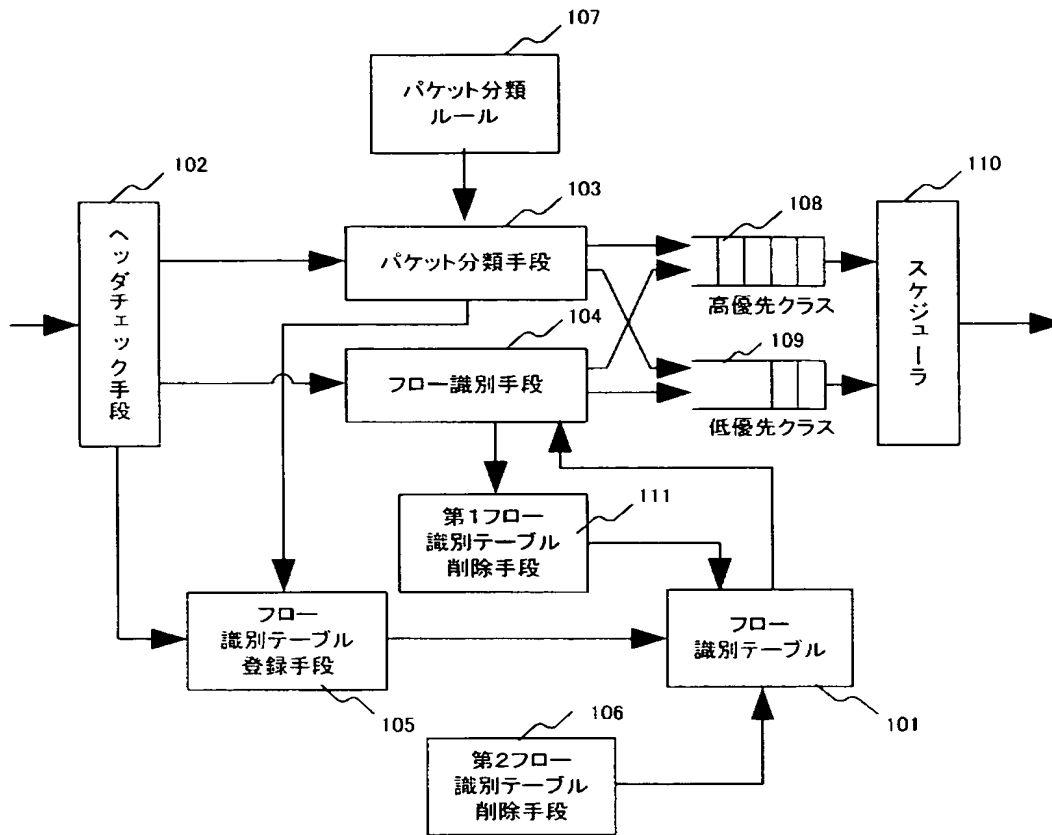 107
パケット分類
ルール
102
ヘッダチェック手段
103
パケット分類手段
108
高優先クラス
110
スケジューラ
104
フロー識別手段
109
低優先クラス
第1フロー
識別テーブル
削除手段
111
フロー
識別テーブル
登録手段
105
フロー
識別テーブル
101
106
第2フロー
識別テーブル
削除手段